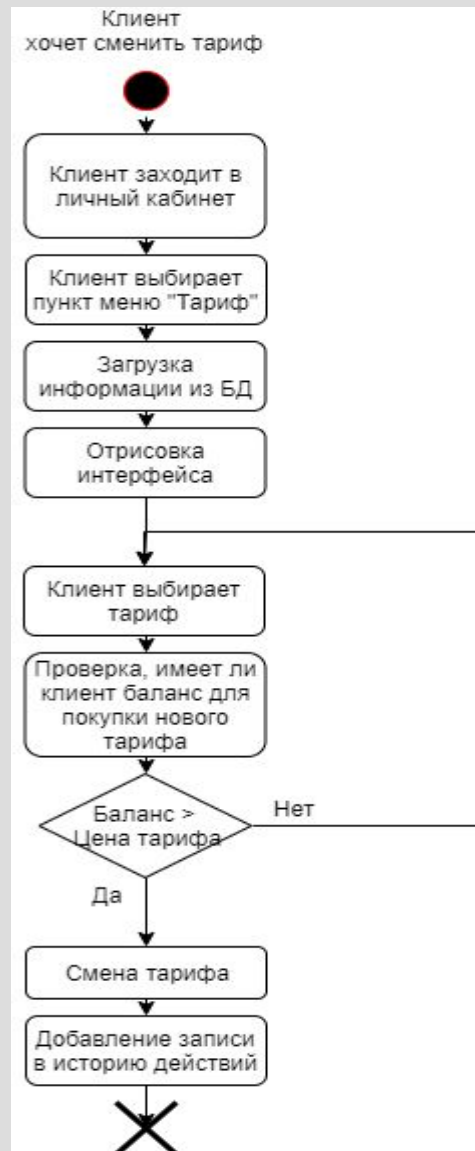 Клиент
хочет сменить тариф
Клиент заходит в
личный кабинет
Клиент выбирает
пункт меню "Тариф"
Загрузка
информации из БД
Отрисовка
интерфейса
Клиент выбирает
тариф
Проверка, имеет ли
клиент баланс для
покупки нового
тарифа
Баланс >
Цена тарифа
Нет
Да
Смена тарифа
Добавление записи
в историю действий